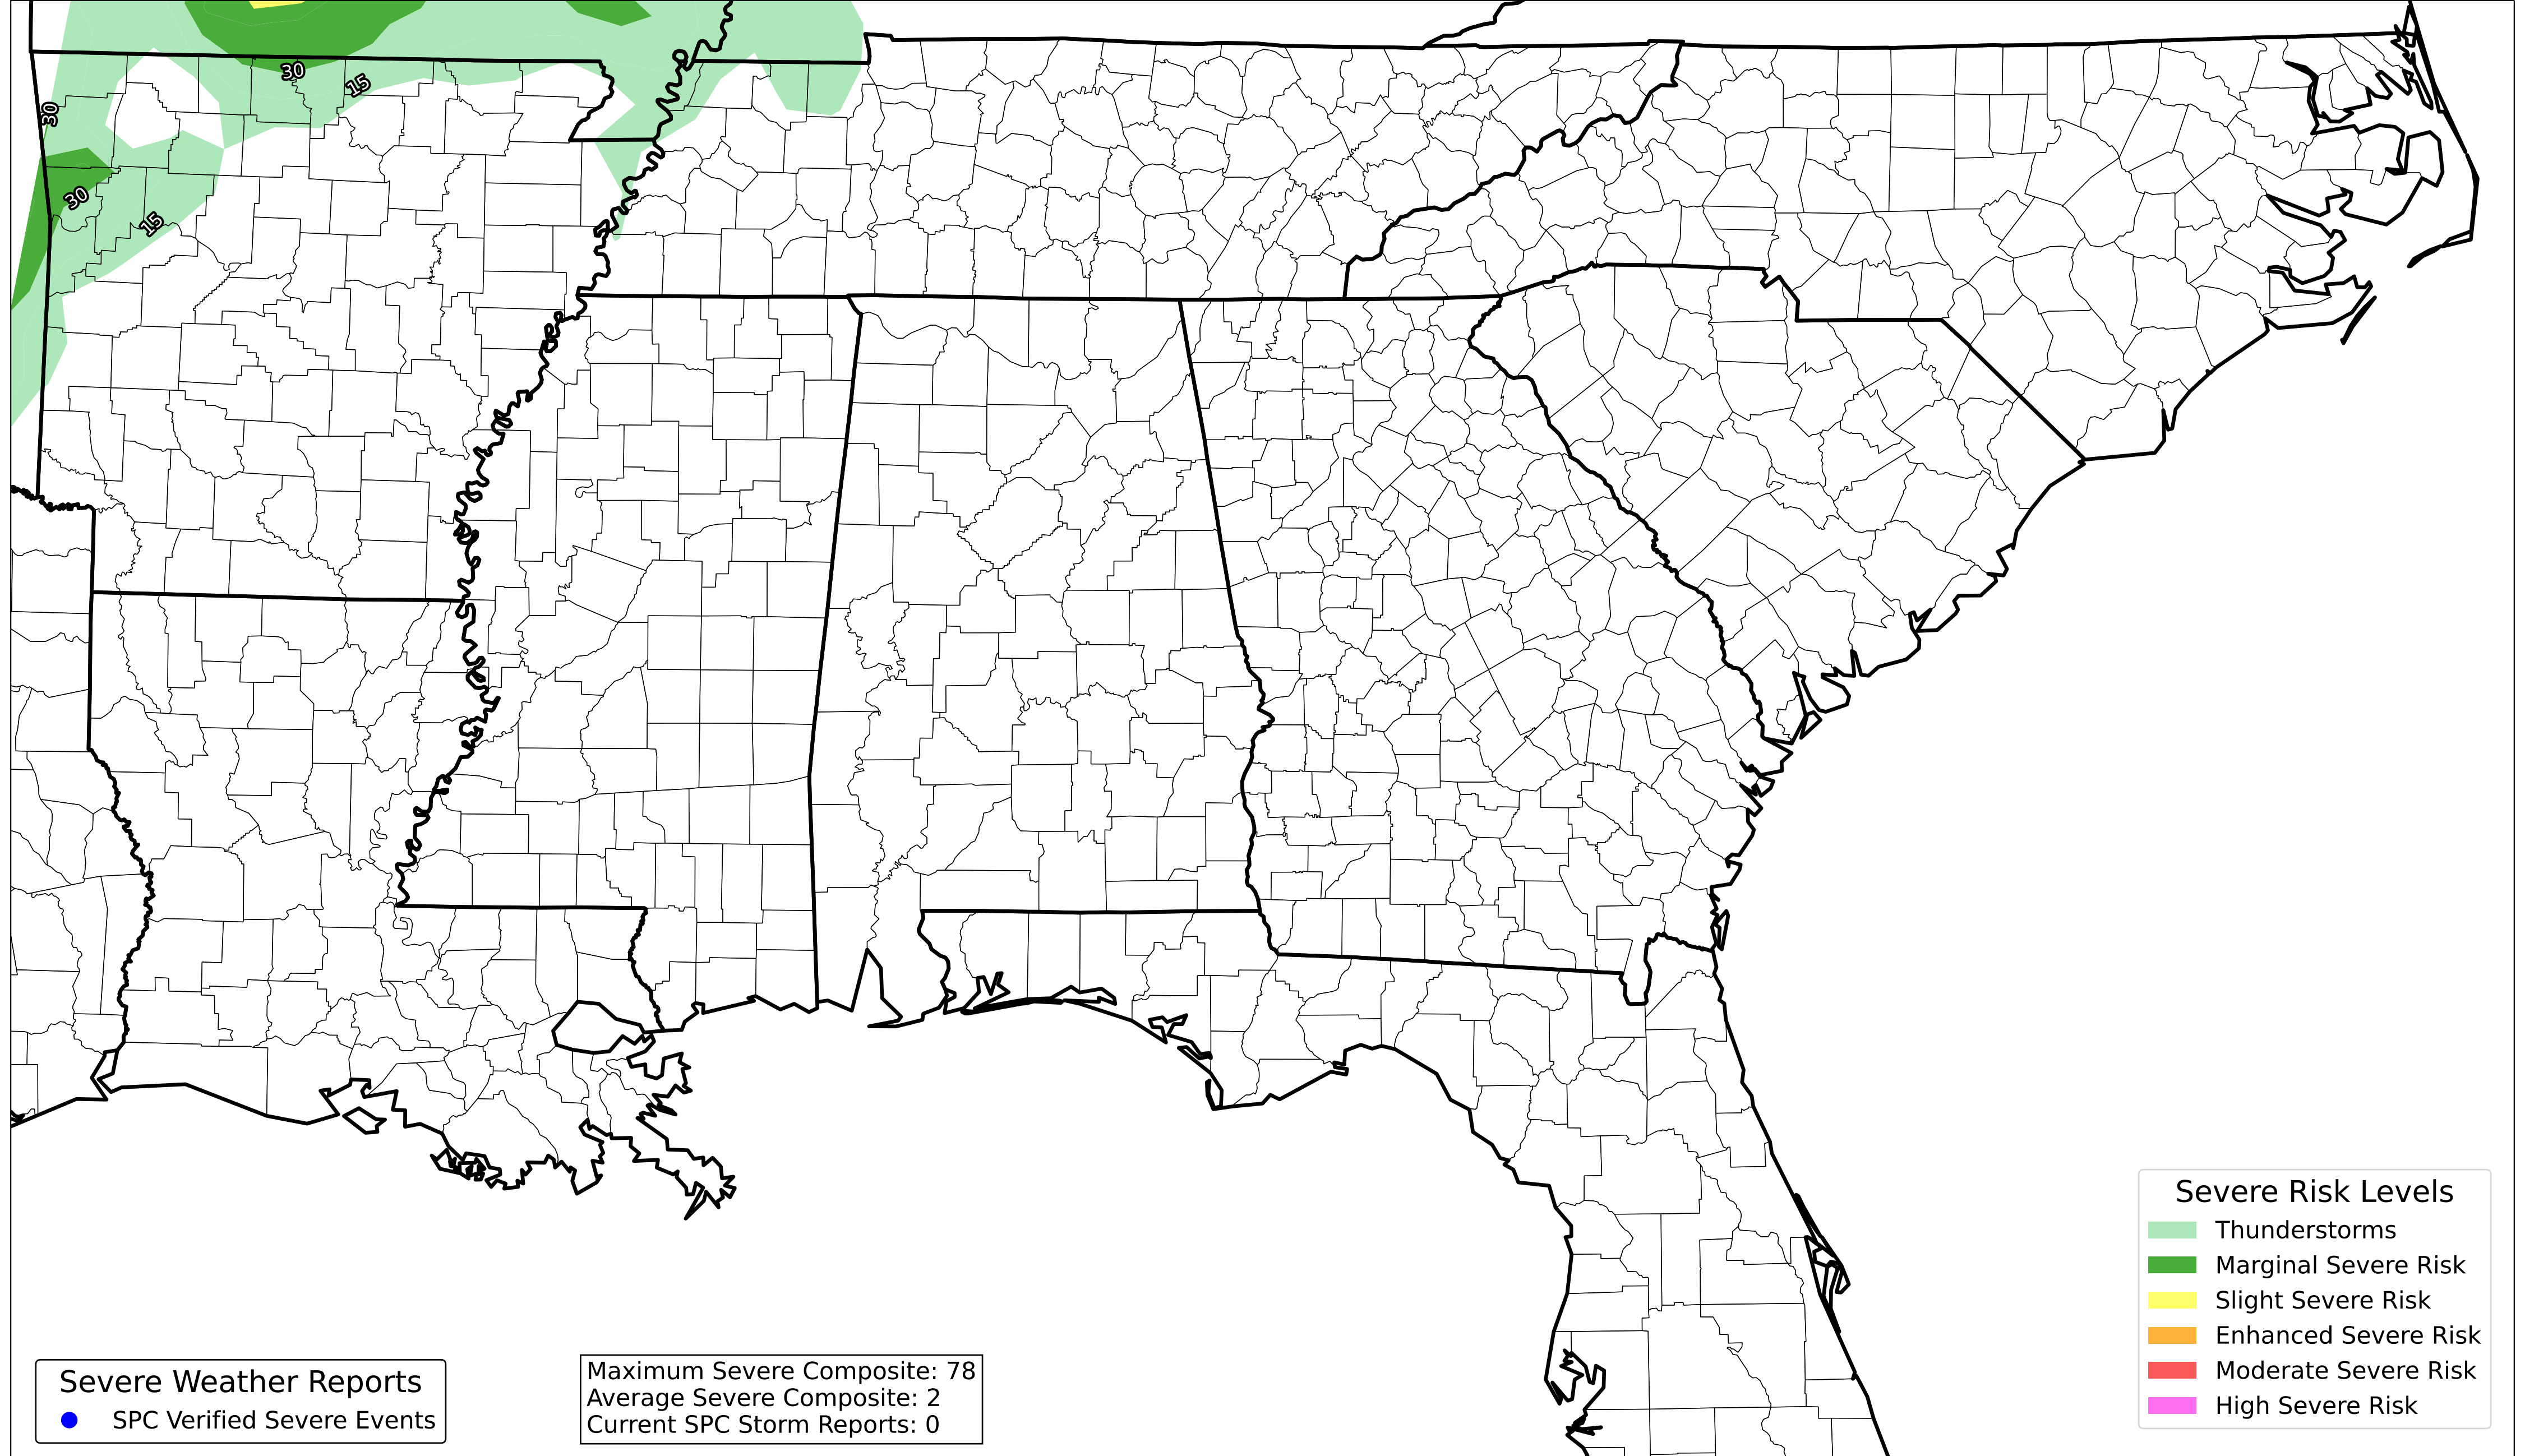 30
15
30
30
15
Severe Risk Levels
Thunderstorms
Marginal Severe Risk
Slight Severe Risk
Enhanced Severe Risk
Moderate Severe Risk
High Severe Risk
Severe Weather Reports
SPC Verified Severe Events
Maximum Severe Composite: 78
Average Severe Composite: 2
Current SPC Storm Reports: 0